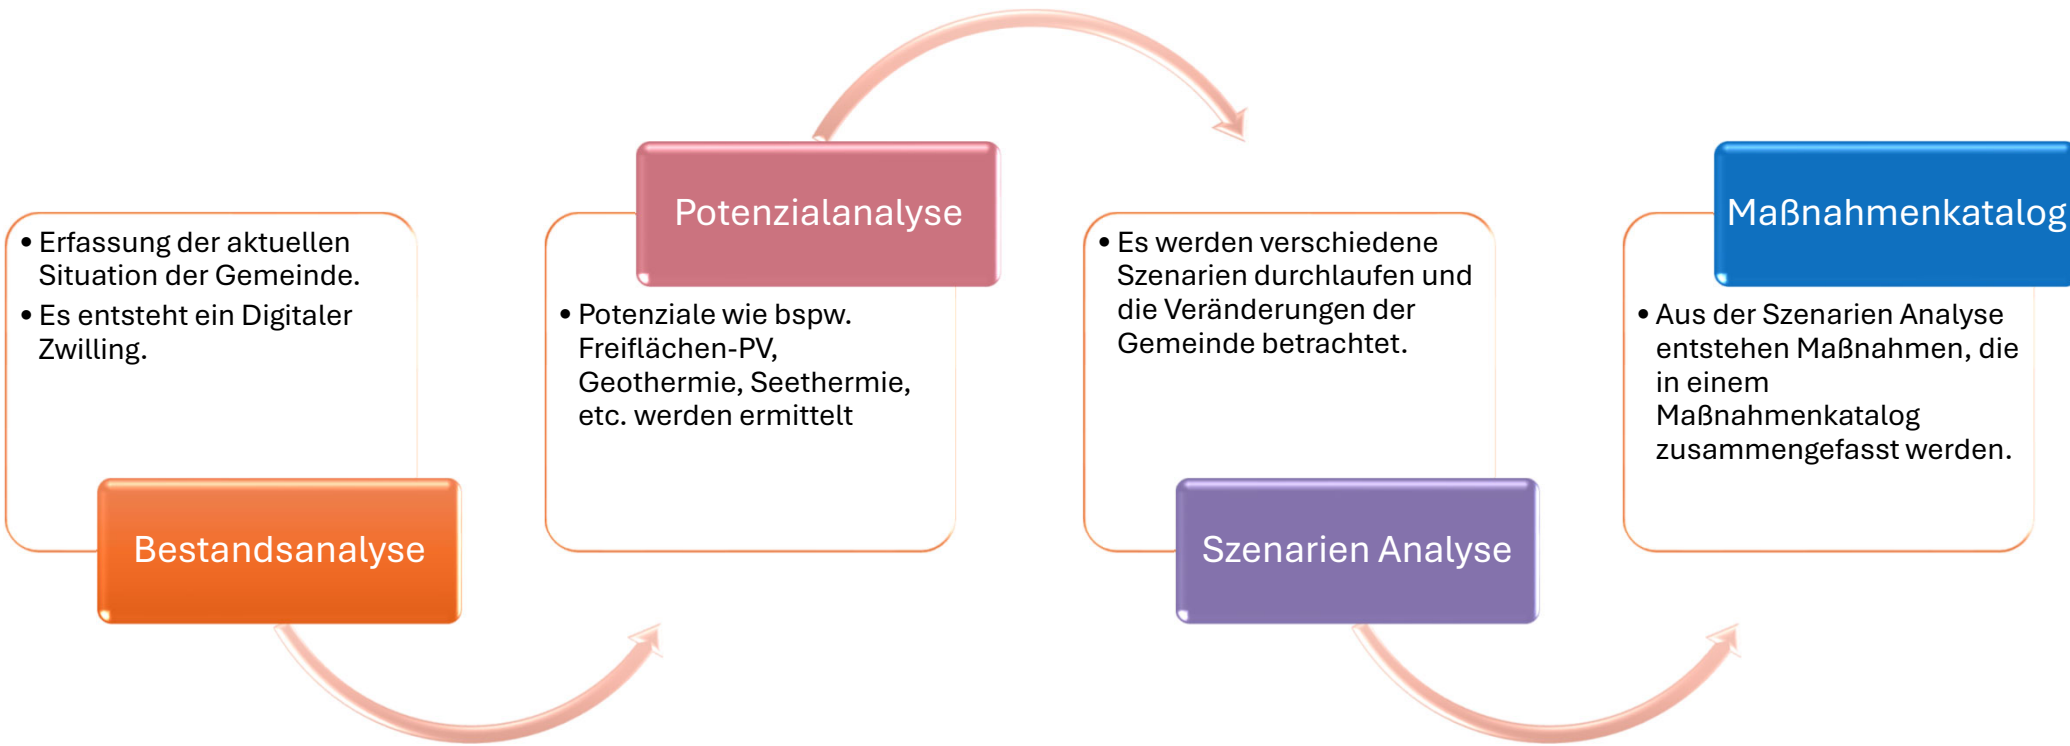 • Erfassung der aktuellen
Situation der Gemeinde.
• Es entsteht ein Digitaler
Zwilling.
Bestandsanalyse
Potenzialanalyse
• Potenziale wie bspw.
Freiflächen-PV,
Geothermie, Seethermie,
etc. werden ermittelt
• Es werden verschiedene
Szenarien durchlaufen und
die Veränderungen der
Gemeinde betrachtet.
Szenarien Analyse
Maßnahmenkatalog
• Aus der Szenarien Analyse
entstehen Maßnahmen, die
in einem
Maßnahmenkatalog
zusammengefasst werden.